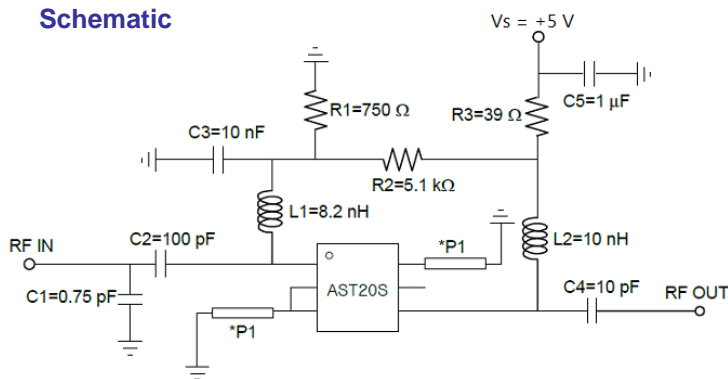 Schematic
Vs = +5 V
C5=1 μF
R1=750 Ω
R3=39 Ω
C3=10 nF
R2=5.1 kΩ
L1=8.2 nH
*P1
RF IN
C2=100 pF
L2=10 nH
AST20S
C4=10 pF
RF OUT
C1=0.75 pF
*P1